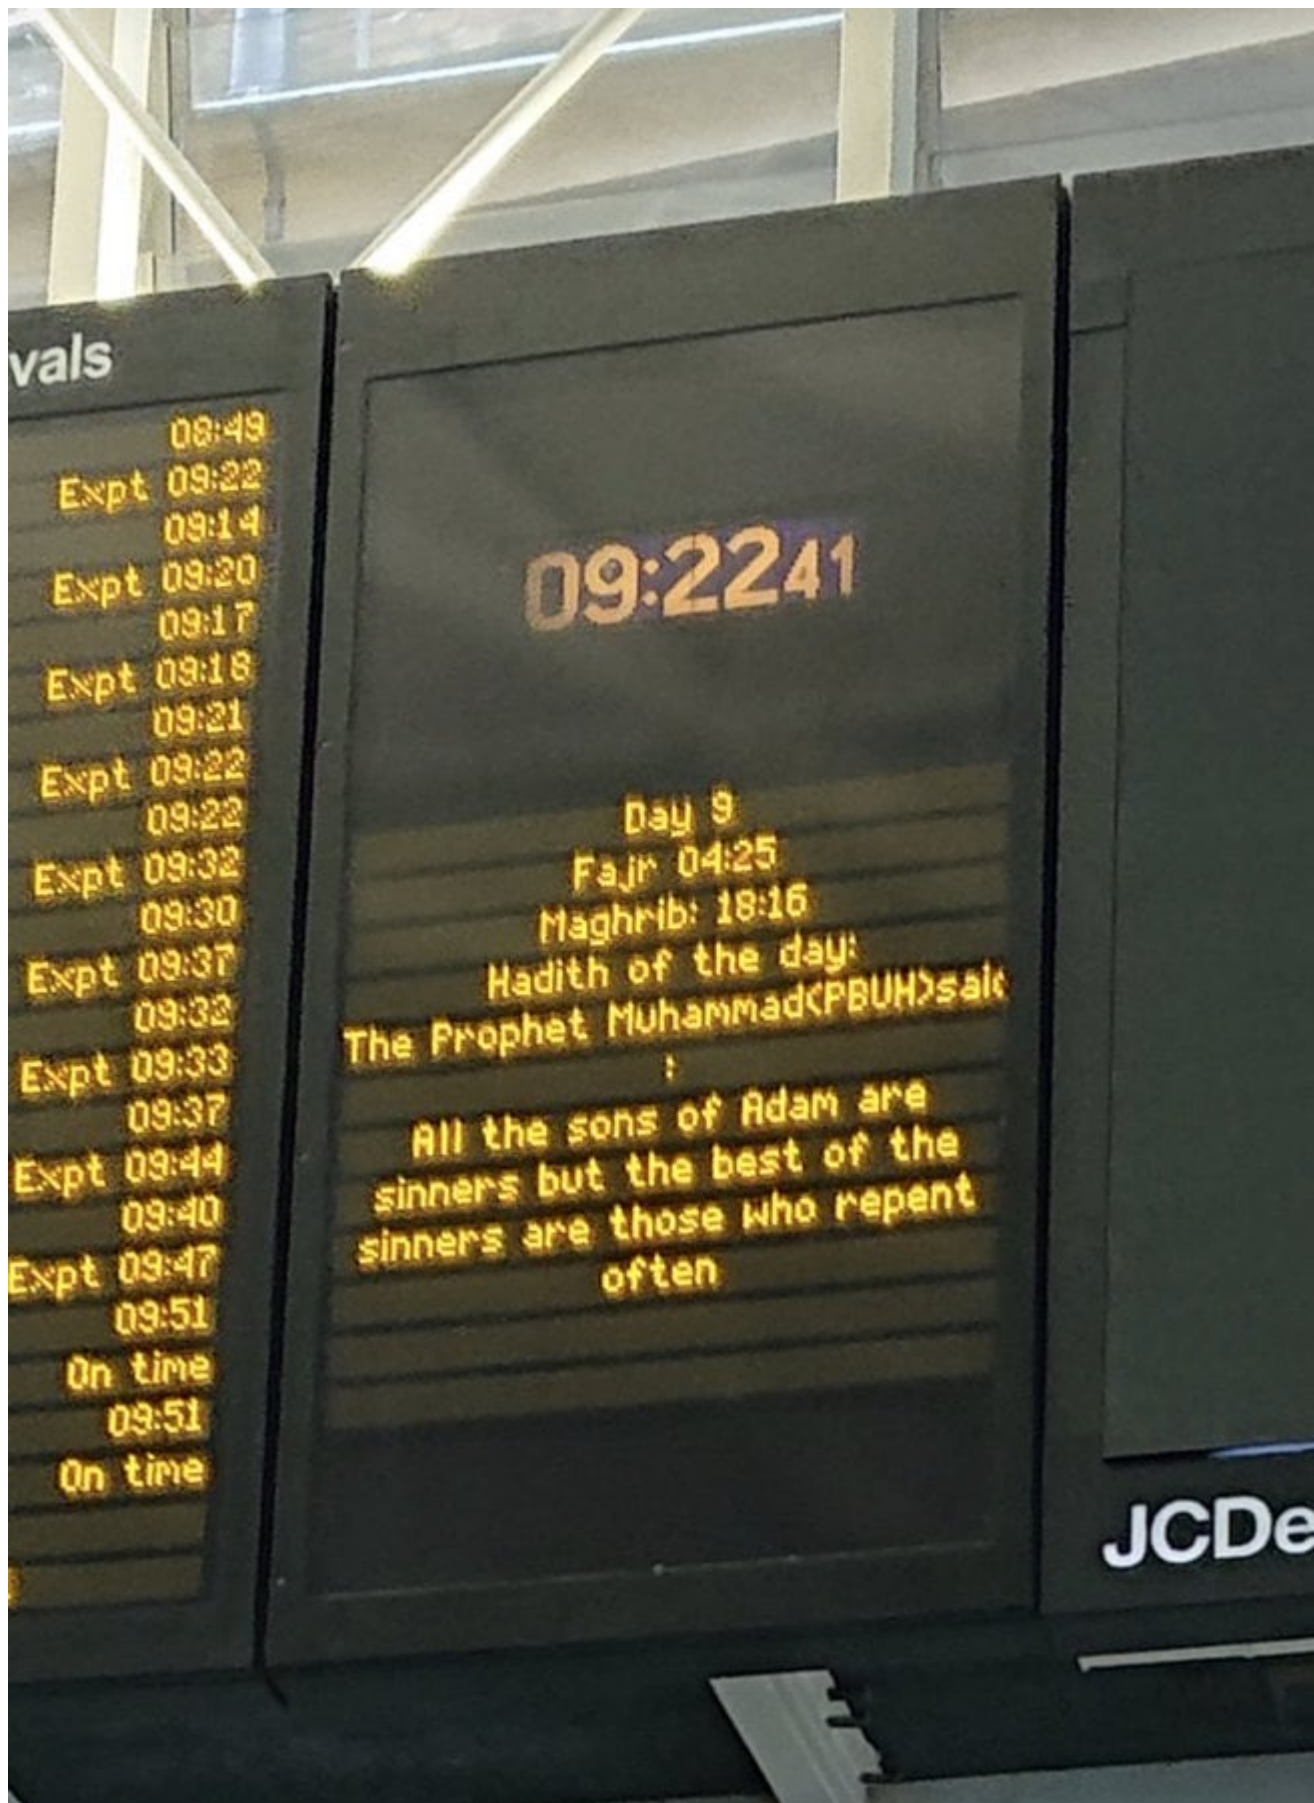 vals
08:49
Expt 09:22
09:14
Expt 09:20
09:17
Expt 09:18
09:21
Expt 09:22
09:22
Expt 09:32
09:30
Expt 09:37
09:32
Expt 09:33
09:37
Expt 09:44
09:40
Expt 09:47
09:51
On time
09:51
On time
09:22 41
Day 9
Fajr 04:25
Maghrib: 18:16
Hadith of the day:
The Prophet Muhammad(PBUH)said
:
All the sons of Adam are
sinners but the best of the
sinners are those who repent
often
JCDe